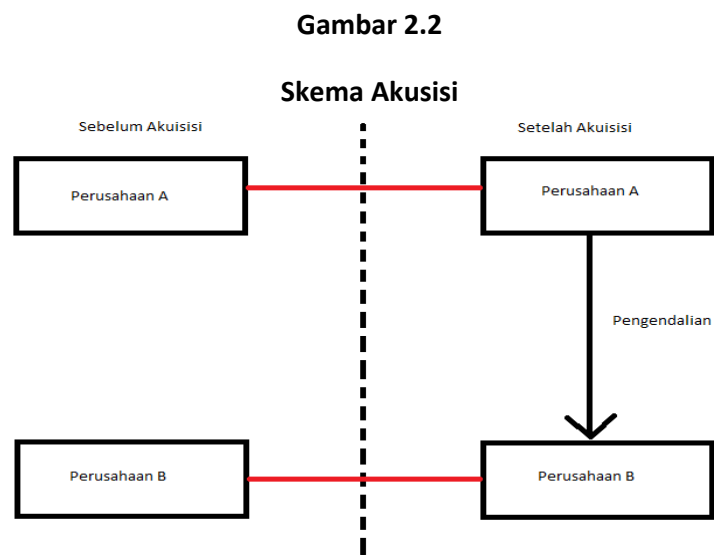 Gambar 2.2
Skema Akusisi
Sebelum Akuisisi
Setelah Akuisisi
Perusahaan A
Perusahaan A
Pengendalian
Perusahaan B
Perusahaan B